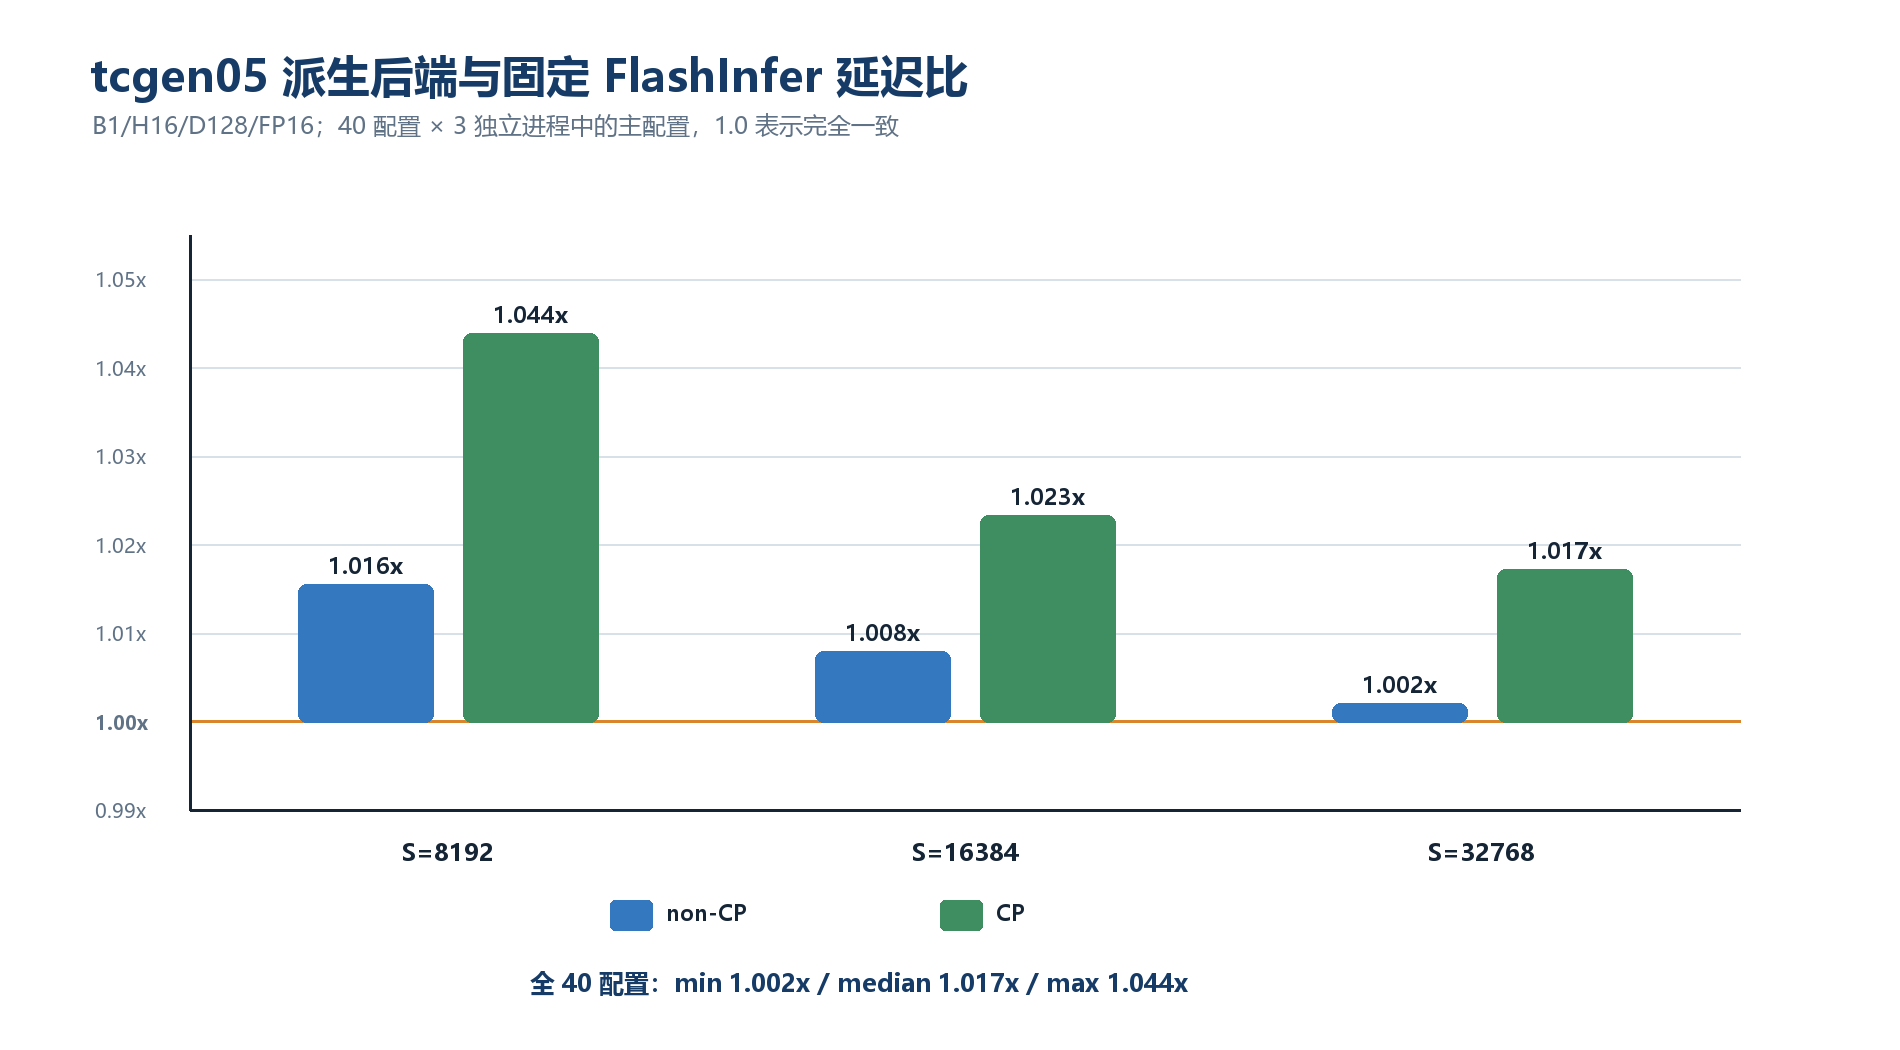 tcgen05 派生后端与固定 FlashInfer 延迟比
B1/H16/D128/FP16；40 配置 × 3 独立进程中的主配置，1.0 表示完全一致
1.05x
1.04x
1.03x
1.02x
1.01x
1.00x
0.99x
1.016x
1.044x
1.008x
1.023x
1.002x
1.017x
S=8192
S=16384
S=32768
non-CP
CP
全 40 配置：min 1.002x / median 1.017x / max 1.044x